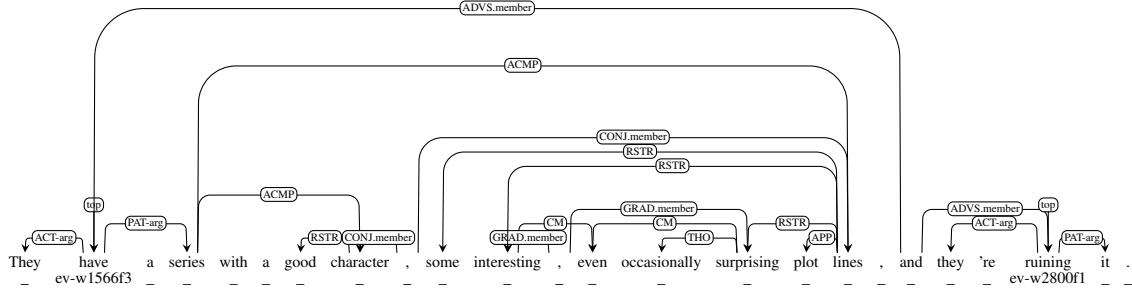 ADVS.member
ACMP
CONJ.member
RSTR
RSTR
top ACMP GRAD.member ADVS.member top
PAT-arg CM CM RSTR ACT-arg
ACT-arg RSTR CONJ.member GRAD.member THO APP PAT-arg
They have a series with a good character , some interesting , even occasionally surprising plot lines , and they 're ruining it .
_ ev-w1566f3 _ _ _ _ _ _ _ _ _ _ _ _ _ _ _ _ _ _ _ ev-w2800f1 _ _